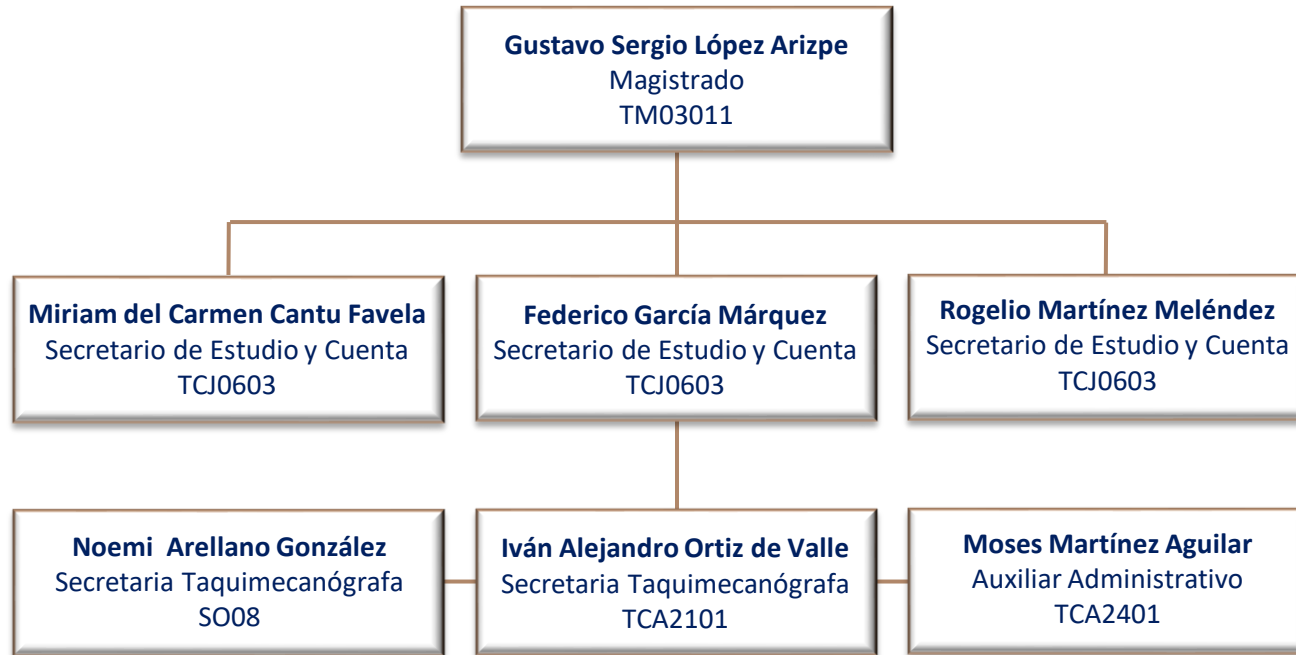 Gustavo Sergio López Arizpe
Magistrado
TM03011
Miriam del Carmen Cantu Favela
Secretario de Estudio y Cuenta
TCJ0603
Federico García Márquez
Secretario de Estudio y Cuenta
TCJ0603
Rogelio Martínez Meléndez
Secretario de Estudio y Cuenta
TCJ0603
Noemi Arellano González
Secretaria Taquimecanógrafa
SO08
Iván Alejandro Ortiz de Valle
Secretaria Taquimecanógrafa
TCA2101
Moses Martínez Aguilar
Auxiliar Administrativo
TCA2401